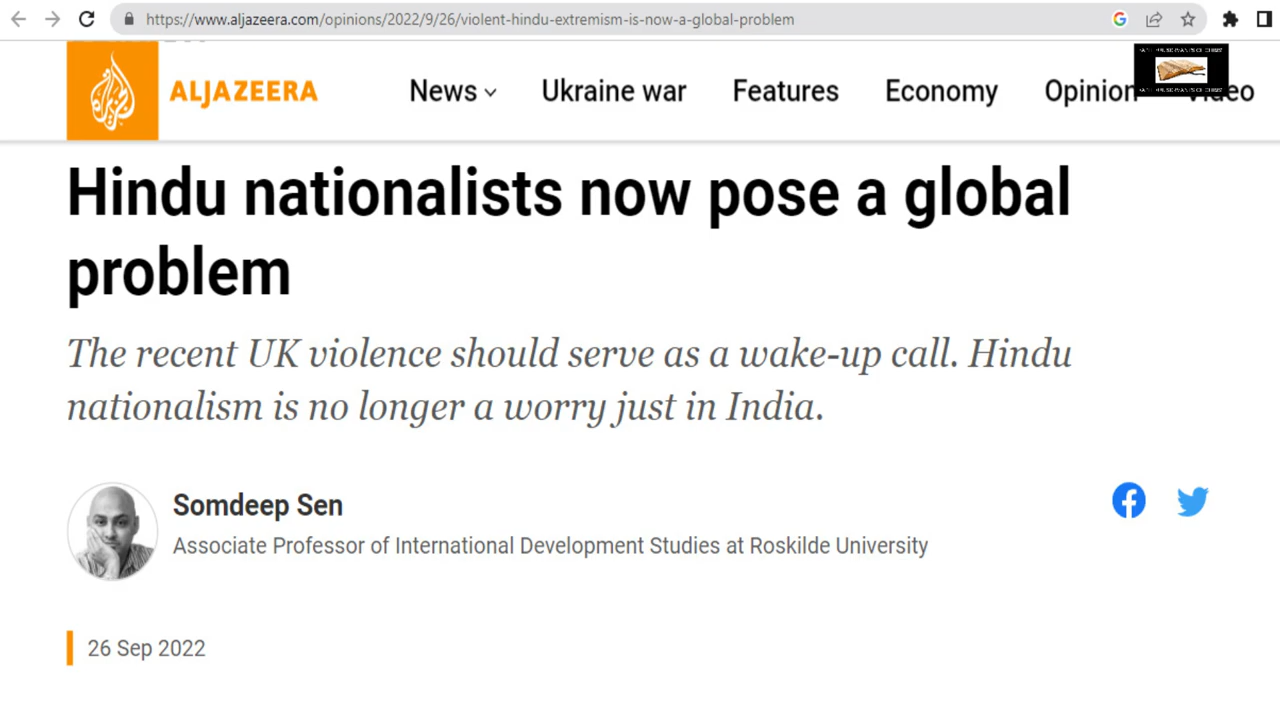 https://www.aljazeera.com/opinions/2022/9/26/violent-hindu-extremism-is-now-a-global-problem
ALJAZEERA
News
Ukraine war
Features
Economy
Opinion
Video
Hindu nationalists now pose a global
problem
The recent UK violence should serve as a wake-up call. Hindu
nationalism is no longer a worry just in India.
Somdeep Sen
Associate Professor of International Development Studies at Roskilde University
26 Sep 2022